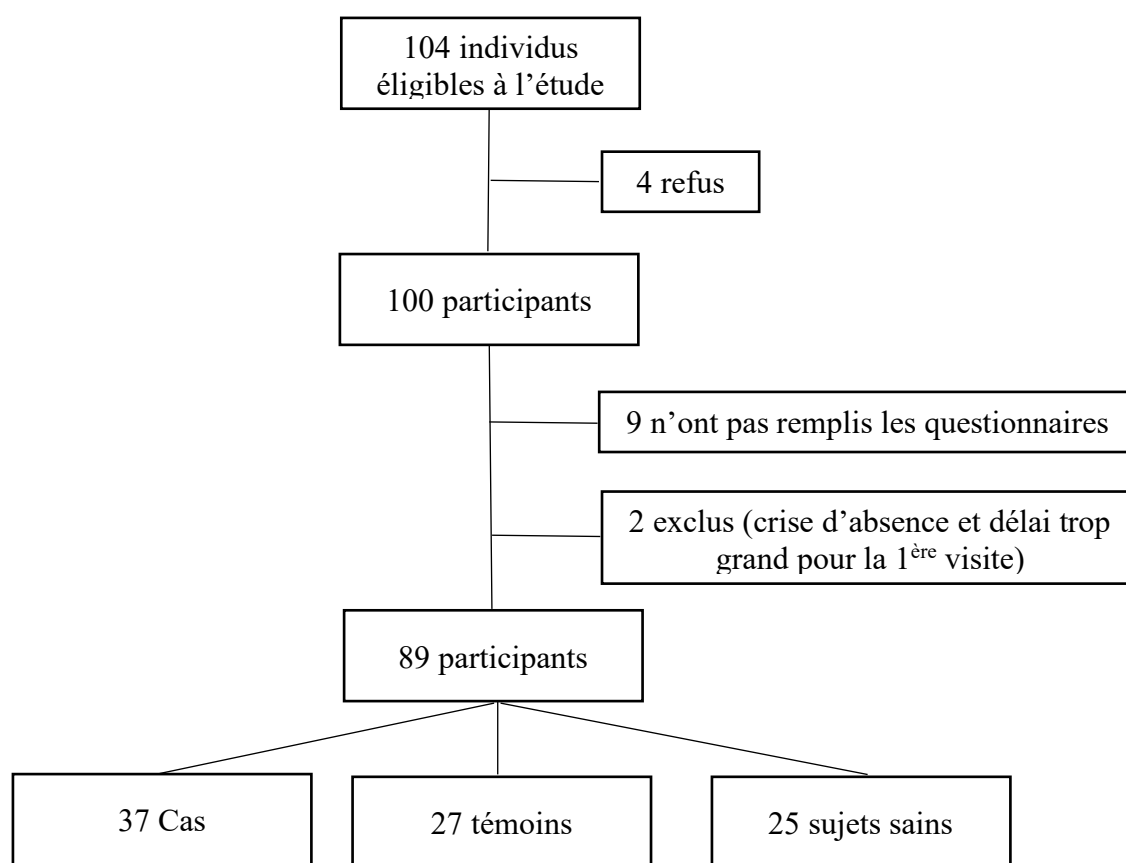 104 individus
éligibles à l’étude
4 refus
100 participants
9 n’ont pas remplis les questionnaires
2 exclus (crise d’absence et délai trop
grand pour la 1ère visite)
89 participants
37 Cas
27 témoins
25 sujets sains